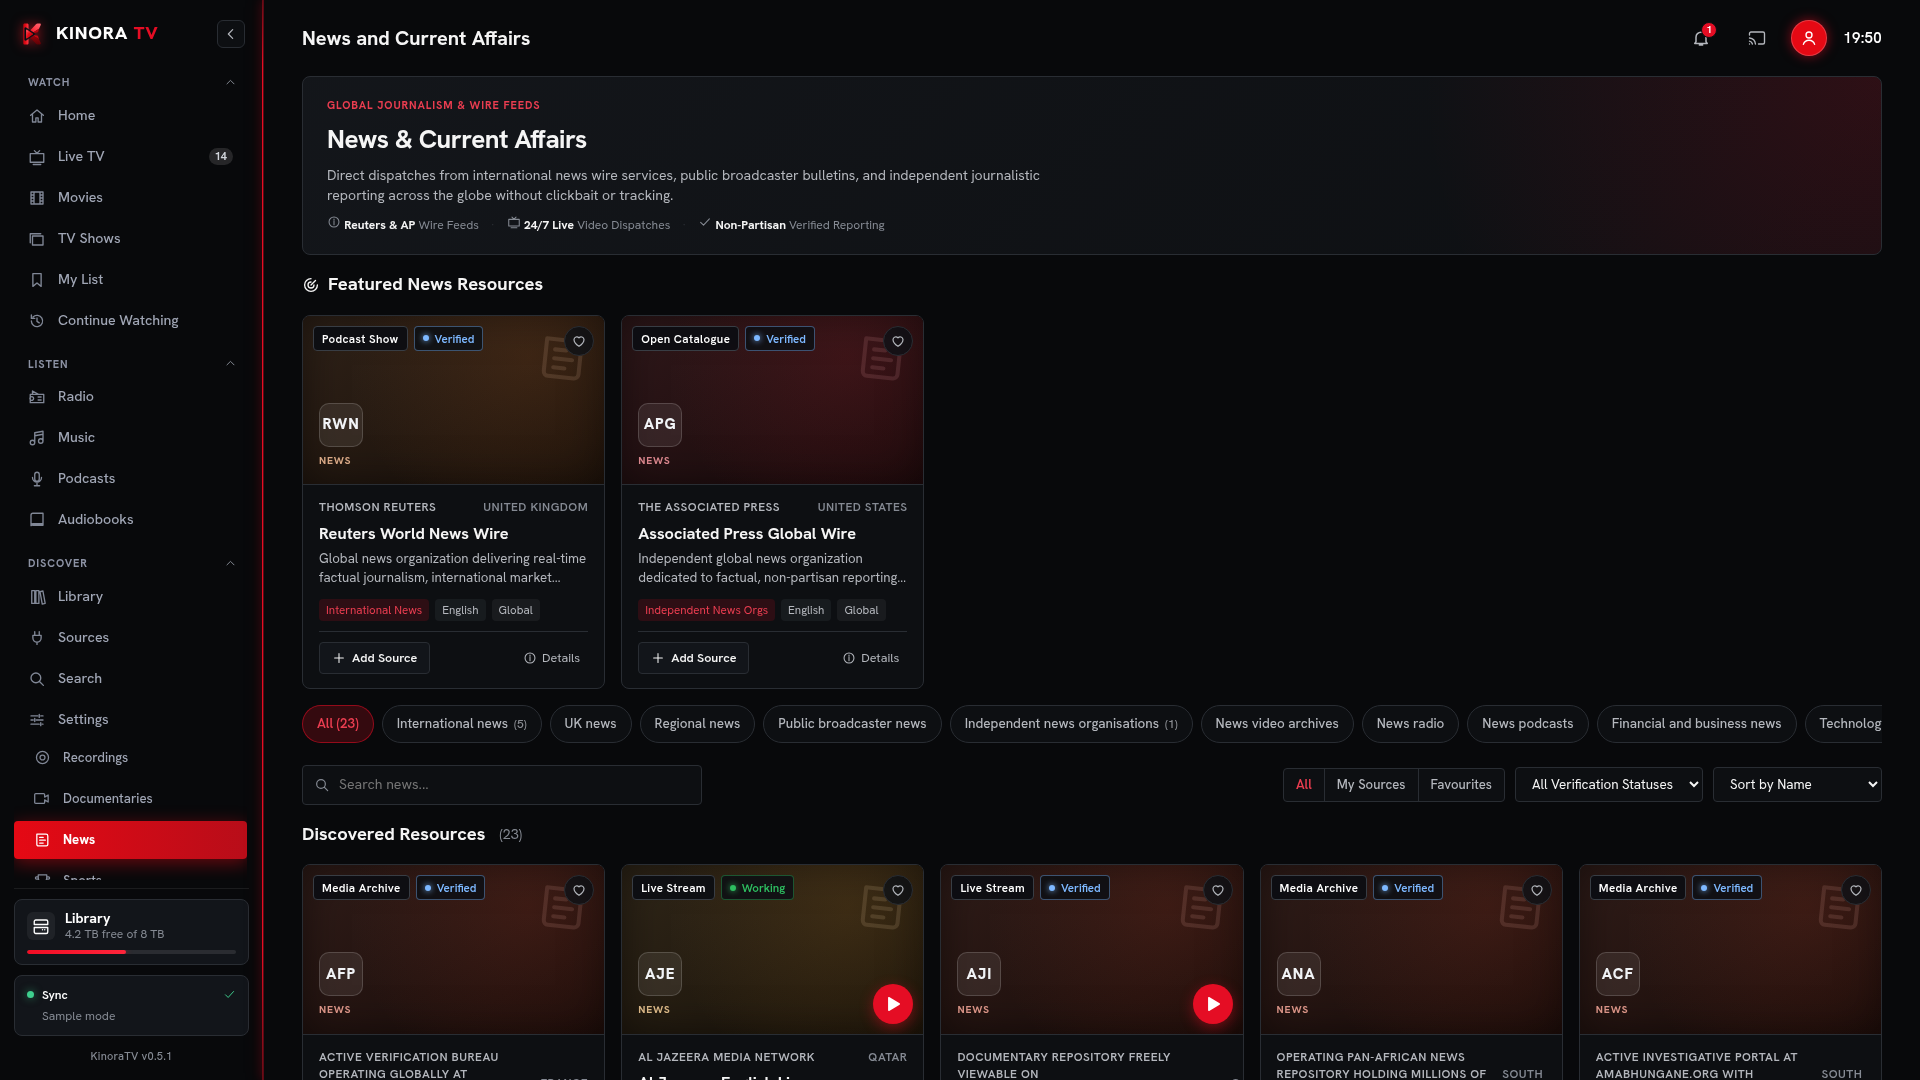 KINORA TV
WATCH
Home
Live TV
14
Movies
TV Shows
My List
Continue Watching
LISTEN
Radio
Music
Podcasts
Audiobooks
DISCOVER
Library
Sources
Search
Settings
Recordings
Documentaries
News
Sports
Library
4.2 TB free of 8 TB
Sync
Sample mode
KinoraTV v0.5.1
News and Current Affairs
1
19:50
GLOBAL JOURNALISM & WIRE FEEDS
News & Current Affairs
Direct dispatches from international news wire services, public broadcaster bulletins, and independent journalistic
reporting across the globe without clickbait or tracking.
Reuters & AP Wire Feeds · 24/7 Live Video Dispatches · Non-Partisan Verified Reporting
Featured News Resources
Podcast Show
Verified
RWN
NEWS
THOMSON REUTERS
UNITED KINGDOM
Reuters World News Wire
Global news organization delivering real-time
factual journalism, international market...
International News
English
Global
Add Source
Details
Open Catalogue
Verified
APG
NEWS
THE ASSOCIATED PRESS
UNITED STATES
Associated Press Global Wire
Independent global news organization
dedicated to factual, non-partisan reporting...
Independent News Orgs
English
Global
Add Source
Details
All (23)
International news (5)
UK news
Regional news
Public broadcaster news
Independent news organisations (1)
News video archives
News radio
News podcasts
Financial and business news
Technolog
Search news...
All
My Sources
Favourites
All Verification Statuses
Sort by Name
Discovered Resources (23)
Media Archive
Verified
AFP
NEWS
ACTIVE VERIFICATION BUREAU
OPERATING GLOBALLY AT
Live Stream
Working
AJE
NEWS
AL JAZEERA MEDIA NETWORK
QATAR
Live Stream
Verified
AJI
NEWS
DOCUMENTARY REPOSITORY FREELY
VIEWABLE ON
Media Archive
Verified
ANA
NEWS
OPERATING PAN-AFRICAN NEWS
REPOSITORY HOLDING MILLIONS OF
SOUTH
Media Archive
Verified
ACF
NEWS
ACTIVE INVESTIGATIVE PORTAL AT
AMABHUNGANE.ORG WITH
SOUTH